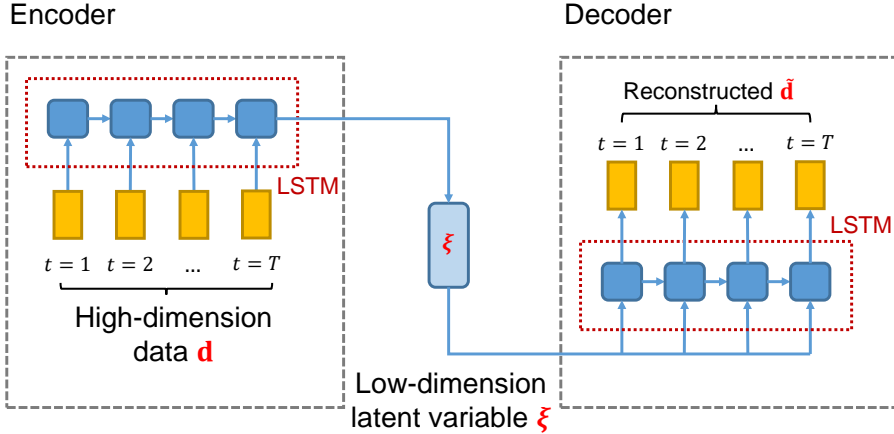 Encoder
LSTM
t = 1 t = 2 ... t = T
High-dimension
data d
ξ
Low-dimension
latent variable ξ
Decoder
Reconstructed d̃
t = 1 t = 2 ... t = T
LSTM